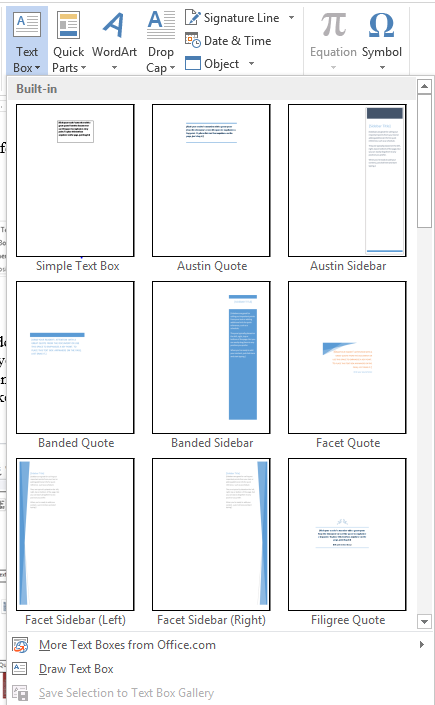 Text Box
Quick Parts
WordArt
Drop Cap
Signature Line
Date & Time
Object
Equation
Symbol
Built-in
Simple Text Box
Austin Quote
Austin Sidebar
Banded Quote
Banded Sidebar
Facet Quote
Facet Sidebar (Left)
Facet Sidebar (Right)
Filigree Quote
More Text Boxes from Office.com
Draw Text Box
Save Selection to Text Box Gallery